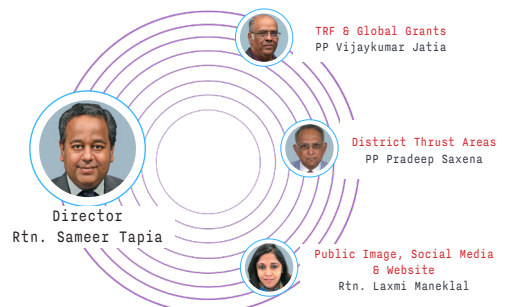 TRF & Global Grants
PP Vijaykumar Jatia
District Thrust Areas
PP Pradeep Saxena
Director
Rtn. Sameer Tapia
Public Image, Social Media
& Website
Rtn. Laxmi Maneklal